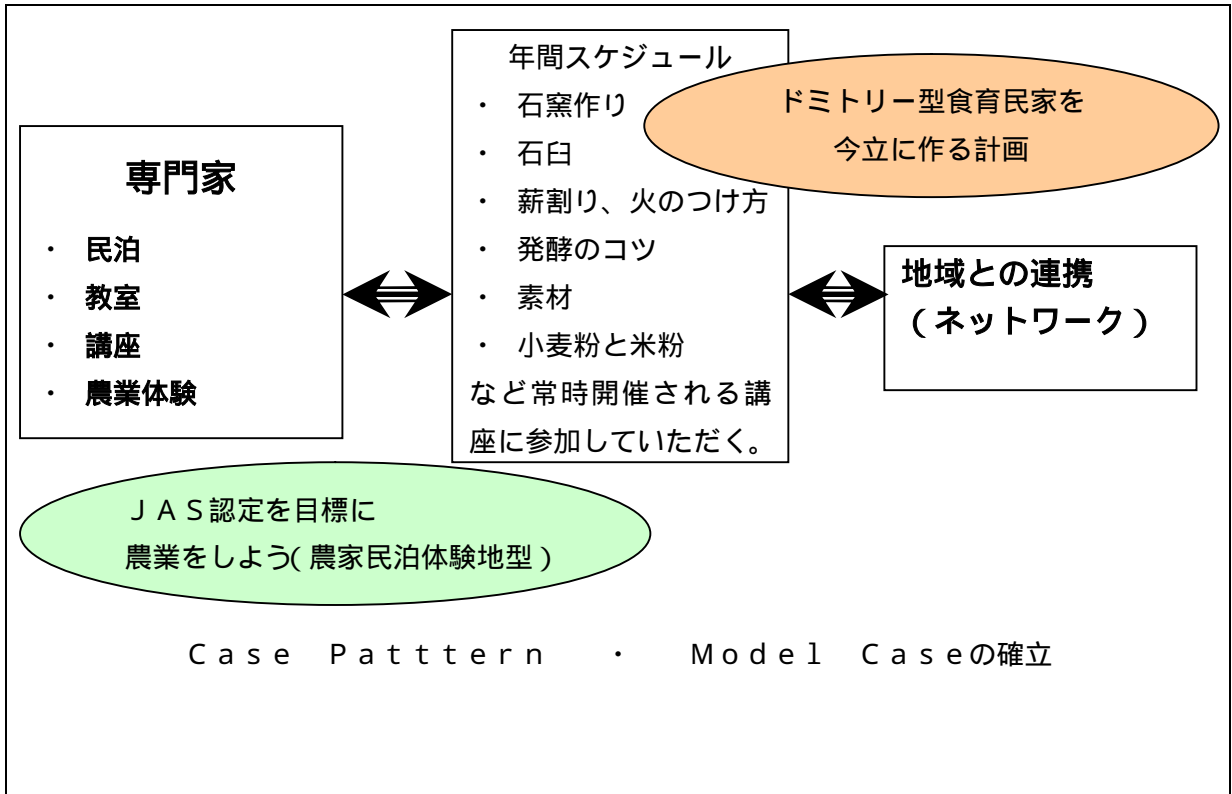 専門家
・ 民泊
・ 教室
・ 講座
・ 農業体験
年間スケジュール
・ 石窯作り
・ 石臼
・ 薪割り、火のつけ方
・ 発酵のコツ
・ 素材
・ 小麦粉と米粉
など常時開催される講
座に参加していただく。
ドミトリー型食育民家を
今立に作る計画
地域との連携
(ネットワーク)
JAS認定を目標に
農業をしよう(農家民泊体験地型)
Case Patttern ・ Model Caseの確立